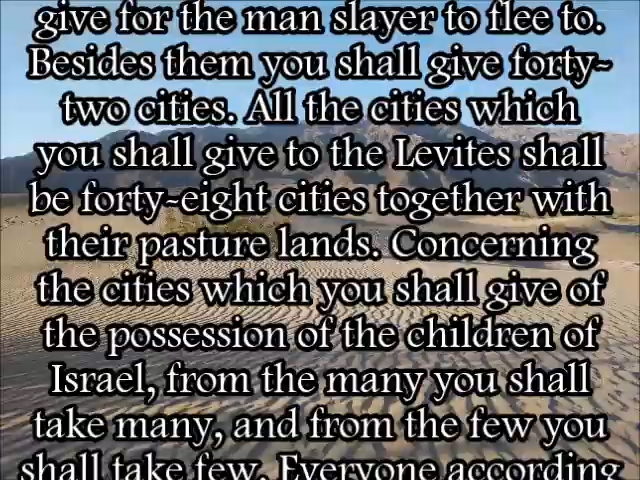 give for the man slayer to flee to.
Besides them you shall give forty-
two cities. All the cities which
you shall give to the Levites shall
be forty-eight cities together with
their pasture lands. Concerning
the cities which you shall give of
the possession of the children of
Israel, from the many you shall
take many, and from the few you
shall take few. Everyone according